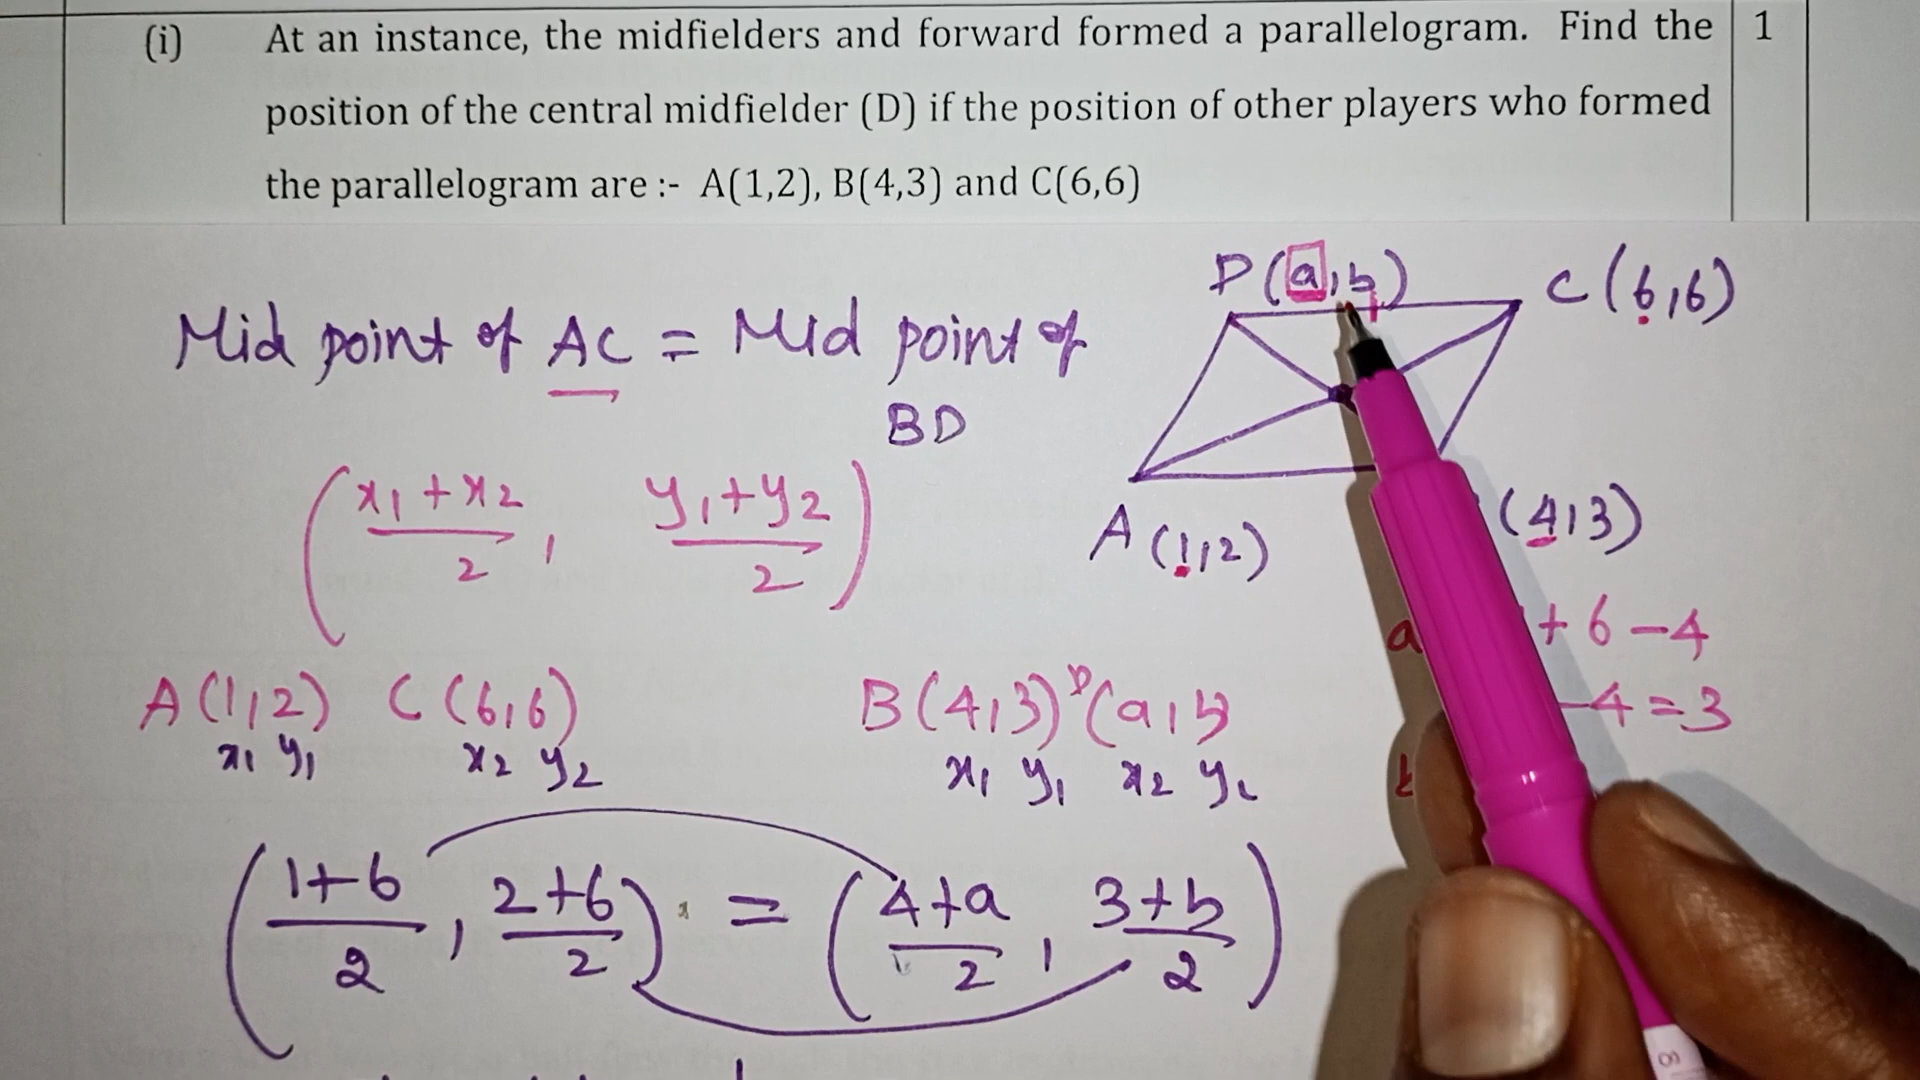 (i) At an instance, the midfielders and forward formed a parallelogram. Find the 1
position of the central midfielder (D) if the position of other players who formed
the parallelogram are :- A(1,2), B(4,3) and C(6,6)
D(a,b) C(6,6)
Mid point of AC = Mid point of
BD
(x₁+x₂/2, y₁+y₂/2)
A(1,2) (4,3)
a + 6 -4
A(1,2) C(6,6) B(4,3) D(a,b
-4 = 3
x₁ y₁ x₂ y₂ x₁ y₁ x₂ y₂
(1+6/2, 2+6/2) = (4+a/2, 3+b/2)
8